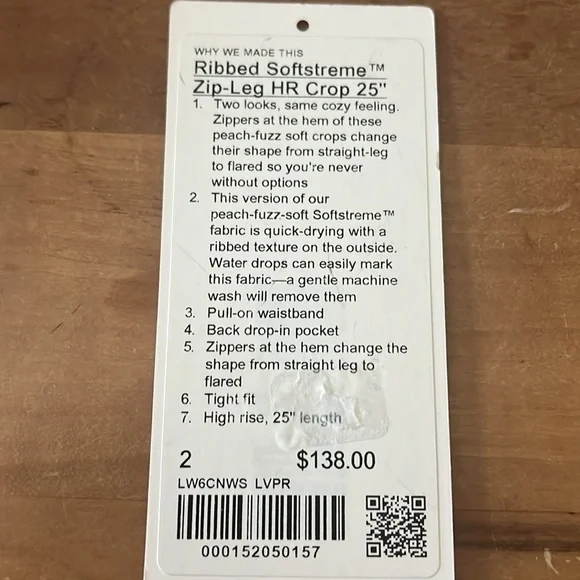 WHY WE MADE THIS
Ribbed Softstreme™
Zip-Leg HR Crop 25"
1. Two looks, same cozy feeling.
Zippers at the hem of these
peach-fuzz soft crops change
their shape from straight-leg
to flared so you're never
without options
2. This version of our
peach-fuzz-soft Softstreme™
fabric is quick-drying with a
ribbed texture on the outside.
Water drops can easily mark
this fabric—a gentle machine
wash will remove them
3. Pull-on waistband
4. Back drop-in pocket
5. Zippers at the hem change the
shape from straight leg to
flared
6. Tight fit
7. High rise, 25" length
2 $138.00
LW6CNWS LVPR
000152050157